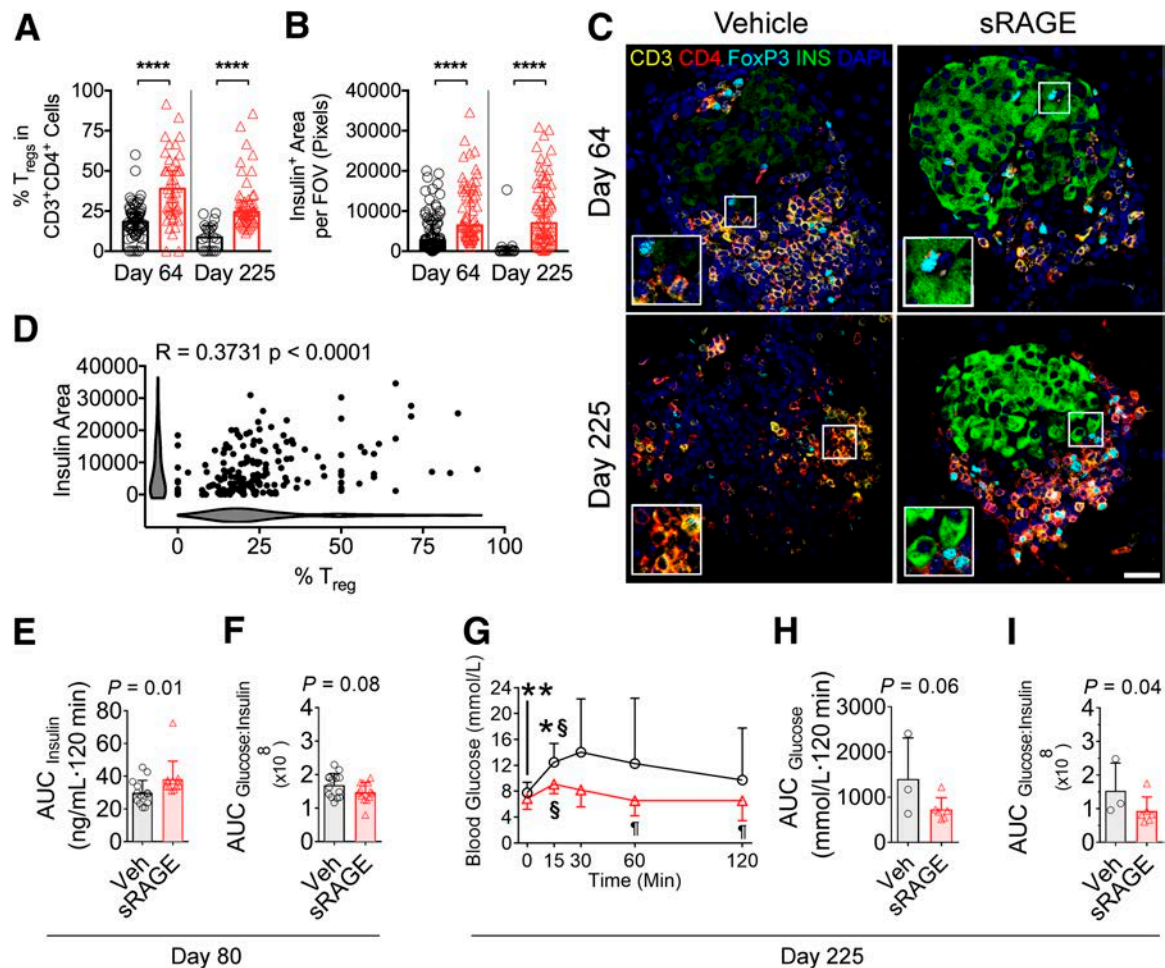 Vehicle
sRAGE
A
****
****
% Tregs in
CD3+CD4+ Cells
100
75
50
25
0
Day 64
Day 225
B
****
****
Insulin+ Area
per FOV (Pixels)
40000
30000
20000
10000
0
Day 64
Day 225
C
CD3 CD4 FoxP3 INS DAPI
Day 64
Day 225
D
R = 0.3731 p < 0.0001
Insulin Area
40000
30000
20000
10000
0
0
25
50
75
100
% Treg
E
P = 0.01
AUC Insulin
(ng/mL·120 min)
80
60
40
20
0
Veh
sRAGE
F
P = 0.08
AUC Glucose:Insulin
(x10 8
4
3
2
1
0
Veh
sRAGE
Day 80
G
Blood Glucose (mmol/L)
24
20
16
12
8
4
0
**
*§
§
¶
¶
0
15
30
60
120
Time (Min)
H
P = 0.06
AUC Glucose
(mmol/L·120 min)
3000
2000
1000
0
Veh
sRAGE
I
P = 0.04
AUC Glucose:Insulin
(x10 8
4
3
2
1
0
Veh
sRAGE
Day 225